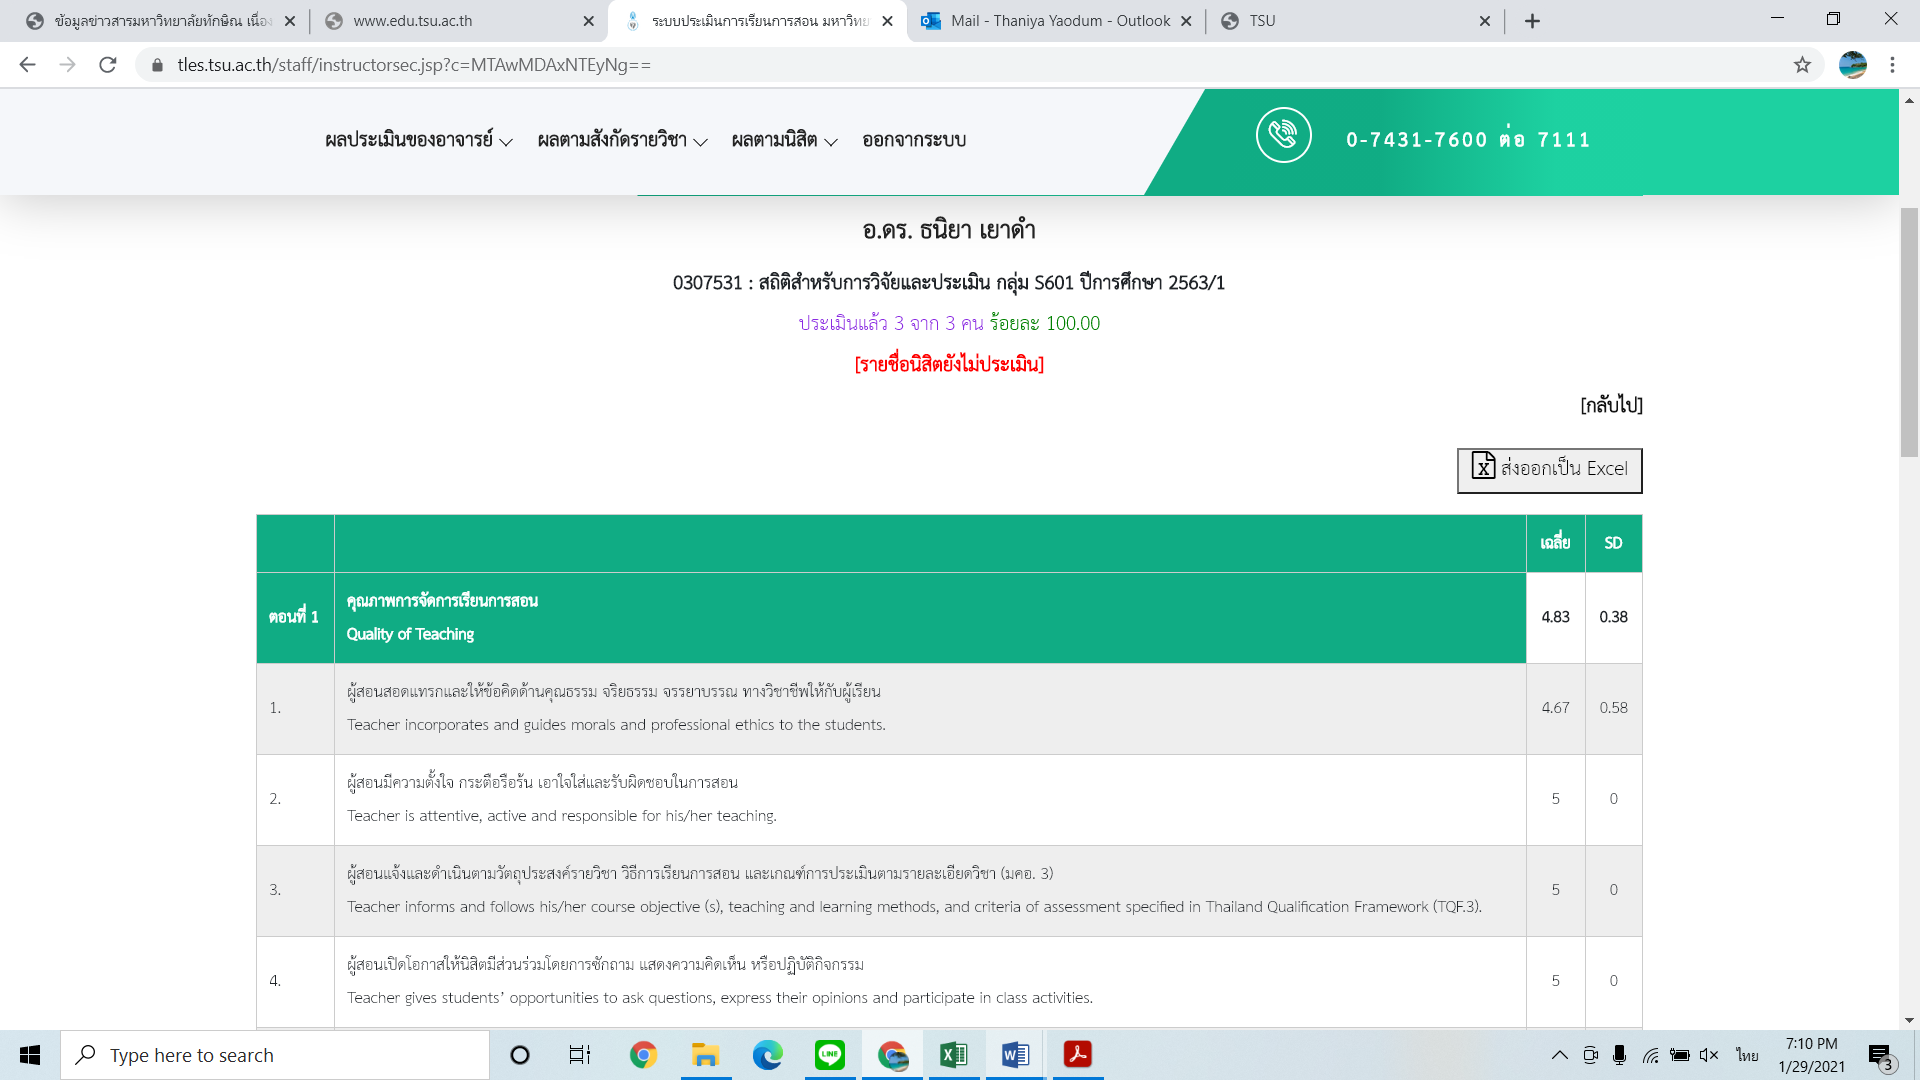 ข้อมูลข่าวสารมหาวิทยาลัยทักษิณ เนื่อง
www.edu.tsu.ac.th
ระบบประเมินการเรียนการสอน มหาวิทย
Mail - Thaniya Yaodum - Outlook
TSU
tles.tsu.ac.th/staff/instructorsec.jsp?c=MTAwMDAxNTEyNg==
ผลประเมินของอาจารย์ ผลตามสังกัดรายวิชา ผลตามนิสิต ออกจากระบบ
0-7431-7600 ต่อ 7111
อ.ดร. ธนิยา เยาดำ
0307531 : สถิติสำหรับการวิจัยและประเมิน กลุ่ม S601 ปีการศึกษา 2563/1
ประเมินแล้ว 3 จาก 3 คน ร้อยละ 100.00
[รายชื่อนิสิตยังไม่ประเมิน]
[กลับไป]
ส่งออกเป็น Excel
เฉลี่ย SD
ตอนที่ 1 คุณภาพการจัดการเรียนการสอน 4.83 0.38
Quality of Teaching
1. ผู้สอนสอดแทรกและให้ข้อคิดด้านคุณธรรม จริยธรรม จรรยาบรรณ ทางวิชาชีพให้กับผู้เรียน 4.67 0.58
Teacher incorporates and guides morals and professional ethics to the students.
2. ผู้สอนมีความตั้งใจ กระตือรือร้น เอาใจใส่และรับผิดชอบในการสอน 5 0
Teacher is attentive, active and responsible for his/her teaching.
3. ผู้สอนแจ้งและดำเนินตามวัตถุประสงค์รายวิชา วิธีการเรียนการสอน และเกณฑ์การประเมินตามรายละเอียดวิชา (มคอ. 3) 5 0
Teacher informs and follows his/her course objective (s), teaching and learning methods, and criteria of assessment specified in Thailand Qualification Framework (TQF.3).
4. ผู้สอนเปิดโอกาสให้นิสิตมีส่วนร่วมโดยการซักถาม แสดงความคิดเห็น หรือปฏิบัติกิจกรรม 5 0
Teacher gives students’ opportunities to ask questions, express their opinions and participate in class activities.
Type here to search
LINE
ไทย
7:10 PM
1/29/2021
3